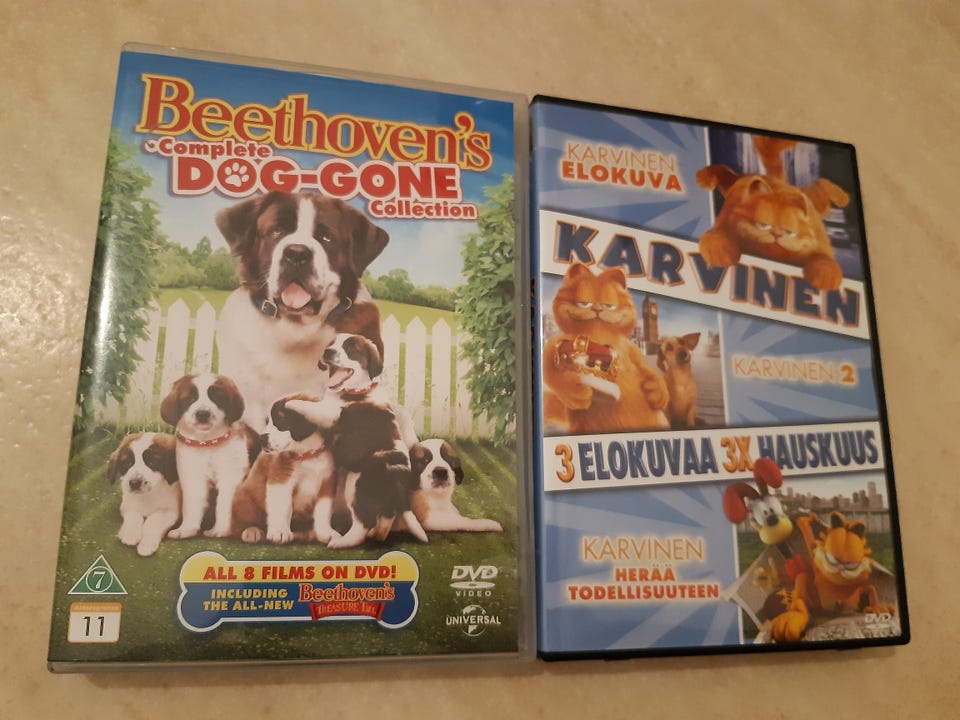 Beethoven's
Complete
DOG-GONE
Collection
7
11
ALL 8 FILMS ON DVD!
INCLUDING
THE ALL-NEW
Beethoven's
TREASURE TAIL
DVD
VIDEO
UNIVERSAL
KARVINEN
ELOKUVA
KARVINEN
KARVINEN 2
3 ELOKUVAA 3X HAUSKUUS
KARVINEN
HERÄÄ
TODELLISUUTEEN
DVD